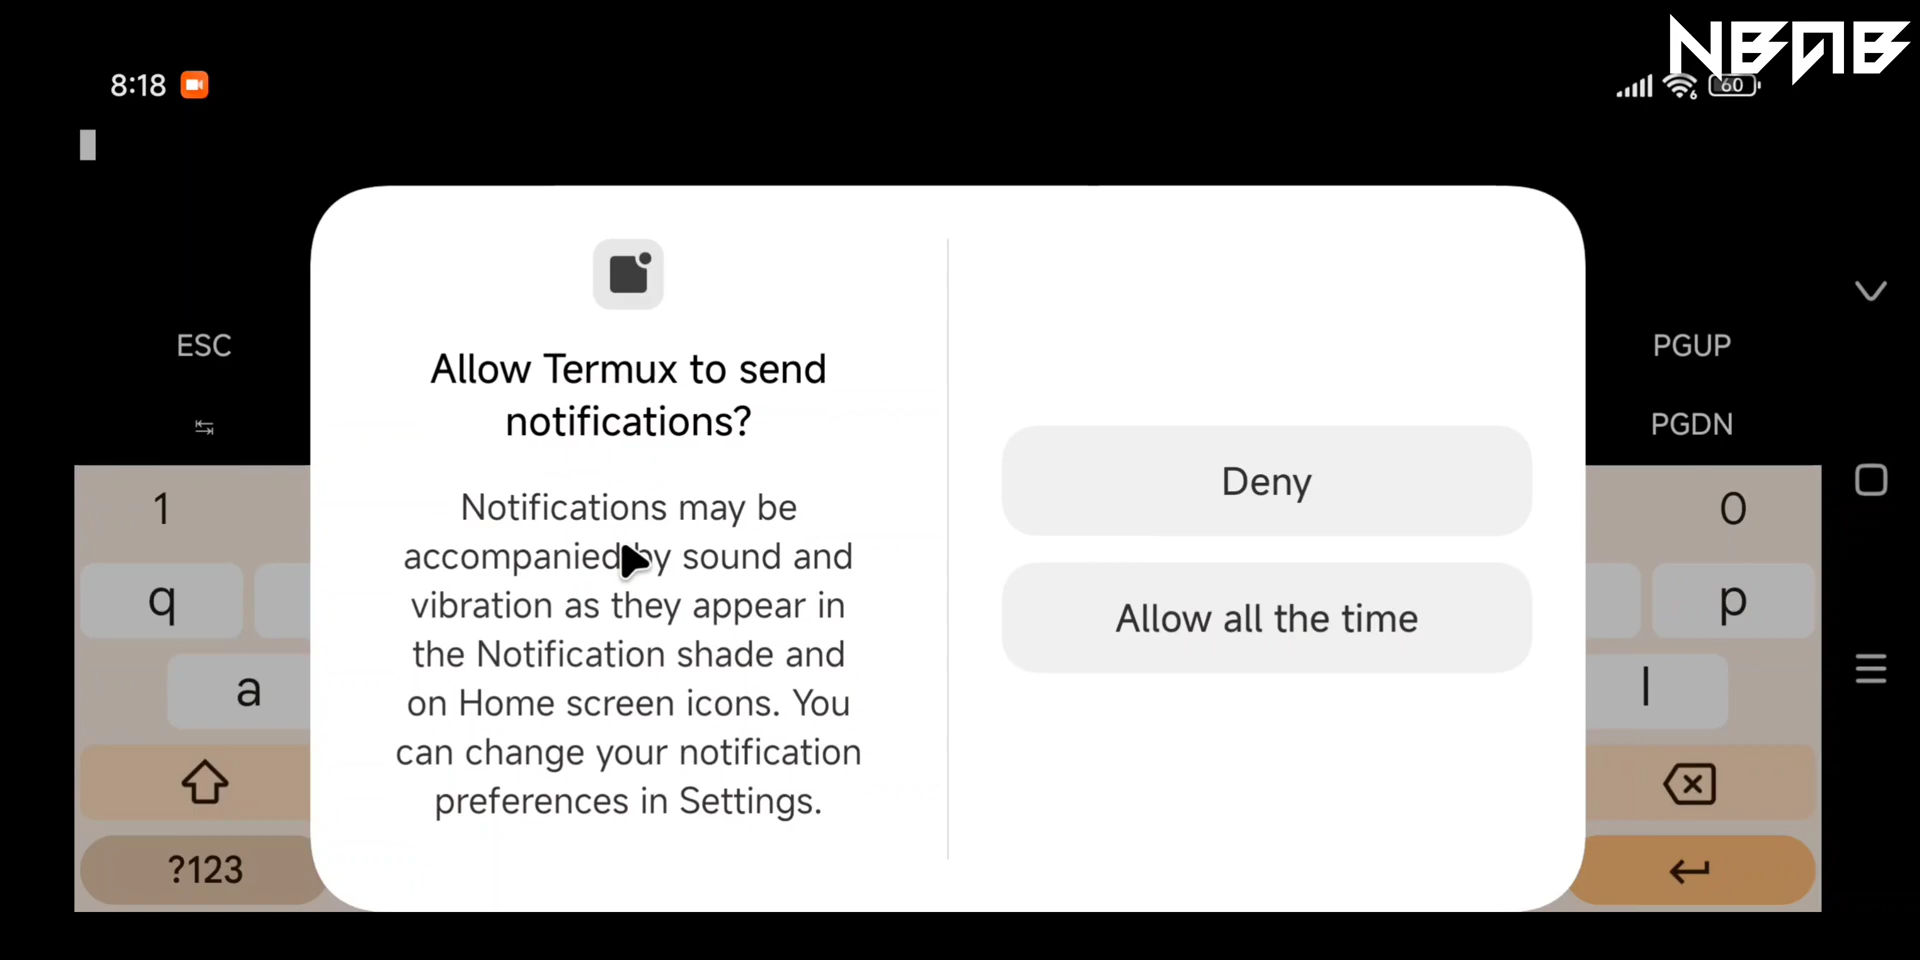 NBAB
8:18
60
6
ESC
PGUP
PGDN
Allow Termux to send
notifications?
Notifications may be
accompanied by sound and
vibration as they appear in
the Notification shade and
on Home screen icons. You
can change your notification
preferences in Settings.
Deny
Allow all the time
1
0
q
p
a
l
?123